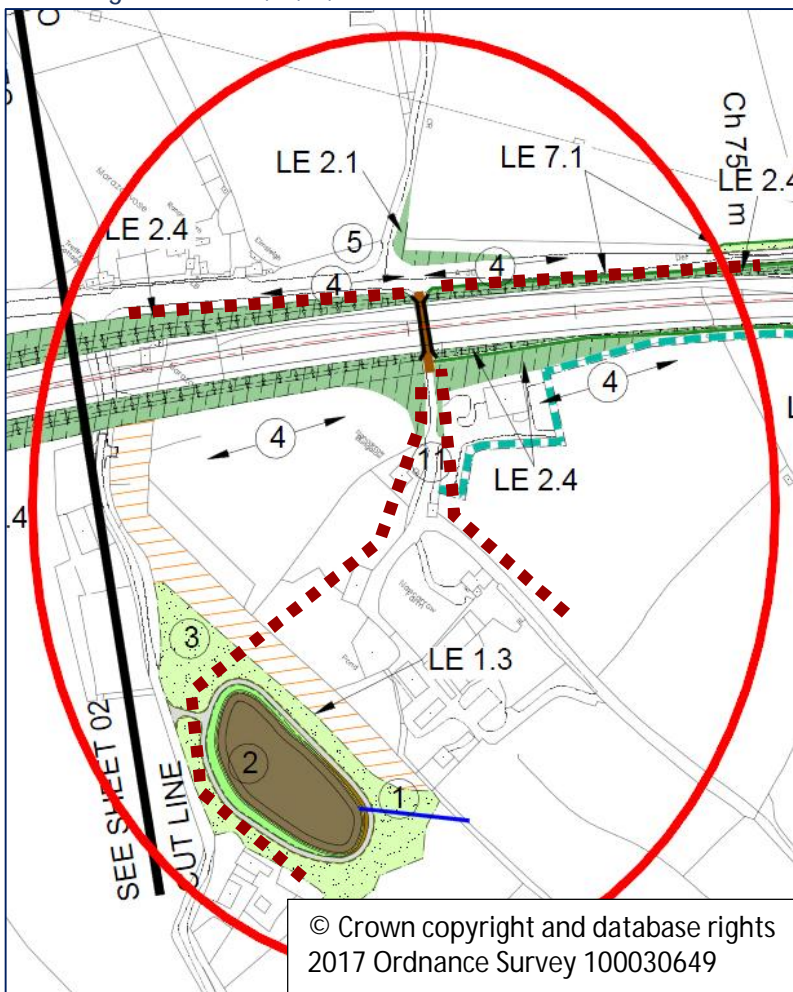 LE 2.1
LE 7.1
Ch 75
m
LE 2.4
LE 2.4
5
4
4
4
4
11
LE 2.4
.4
3
LE 1.3
2
1
Pond
SEE SHEET 02
CUT LINE
© Crown copyright and database rights
2017 Ordnance Survey 100030649